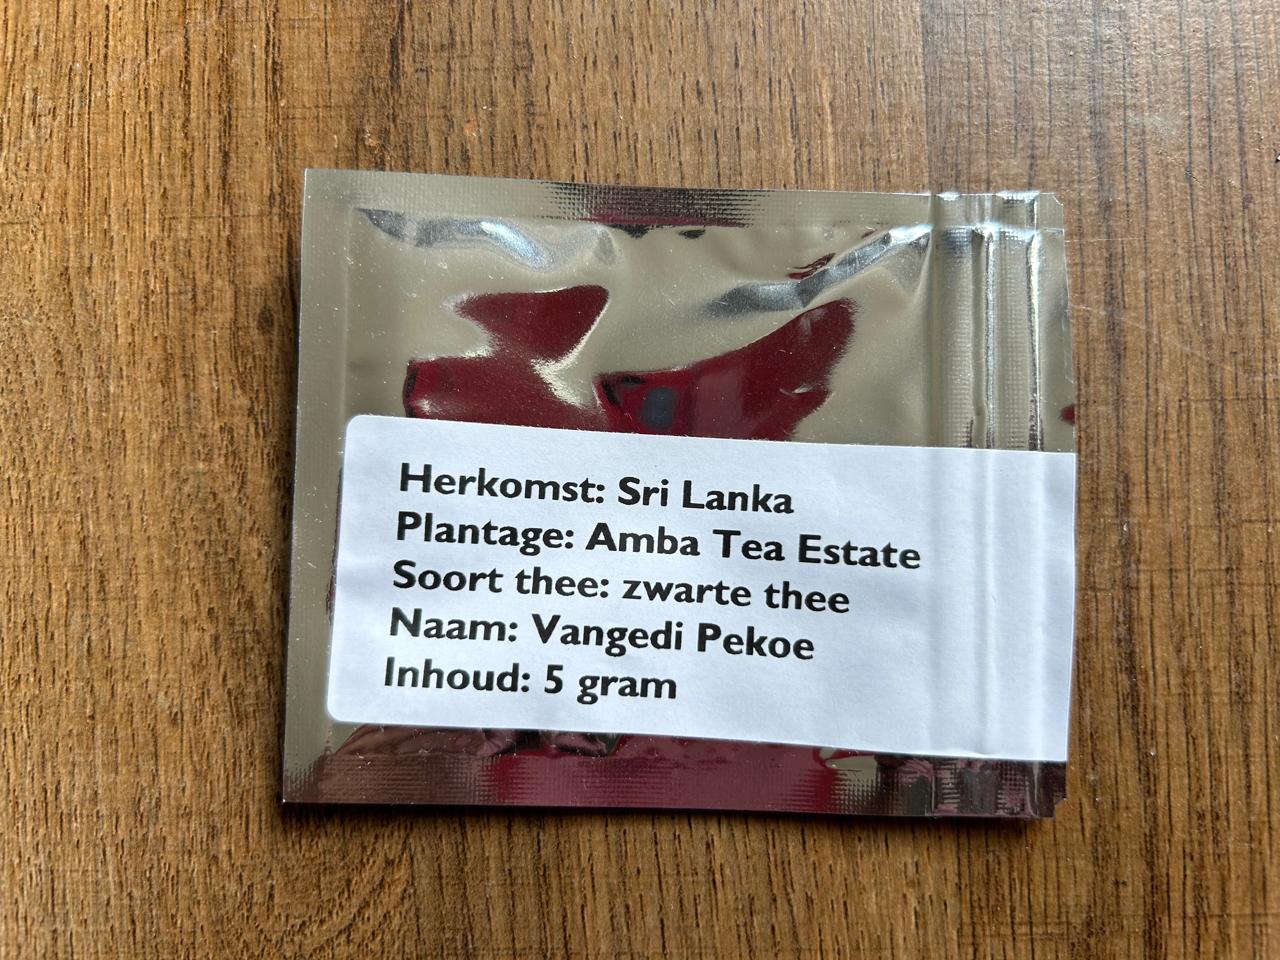 Herkomst: Sri Lanka
Plantage: Amba Tea Estate
Soort thee: zwarte thee
Naam: Vangedi Pekoe
Inhoud: 5 gram